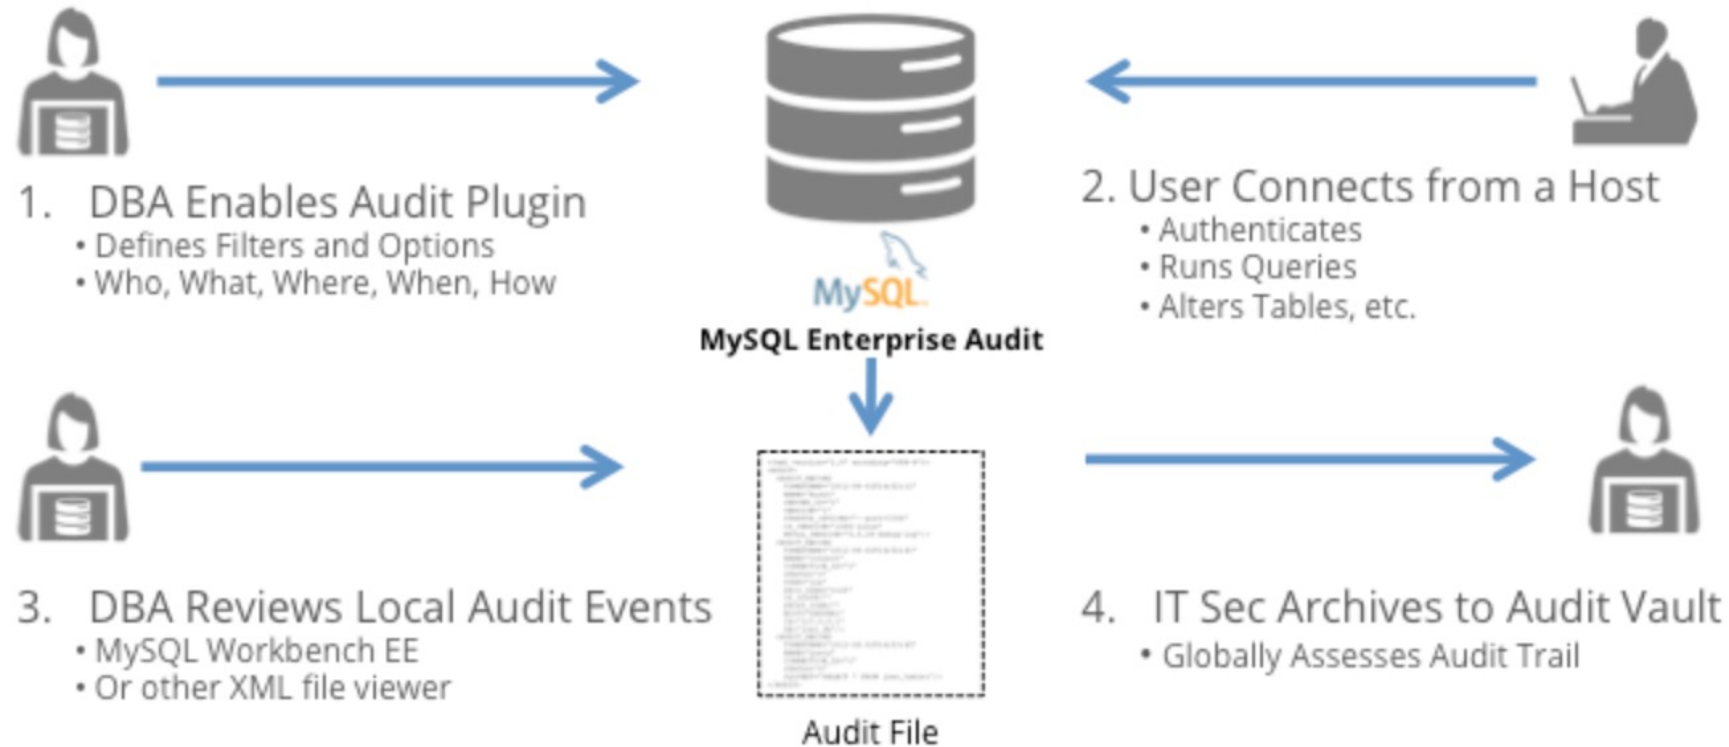 1. DBA Enables Audit Plugin
• Defines Filters and Options
• Who, What, Where, When, How
MySQL
MySQL Enterprise Audit
2. User Connects from a Host
• Authenticates
• Runs Queries
• Alters Tables, etc.
3. DBA Reviews Local Audit Events
• MySQL Workbench EE
• Or other XML file viewer
Audit File
4. IT Sec Archives to Audit Vault
• Globally Assesses Audit Trail